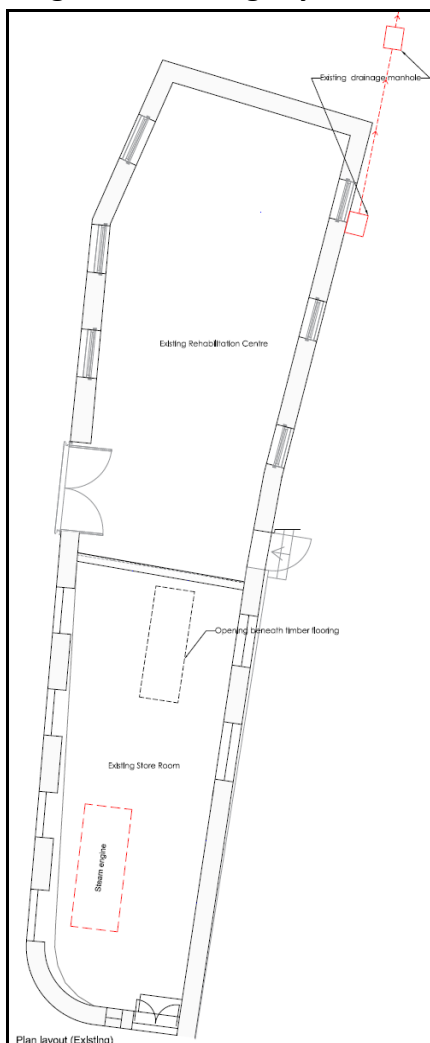 Existing drainage manhole
Existing Rehabilitation Centre
Opening beneath timber flooring
Existing Store Room
Steam engine
Plan layout (Existing)